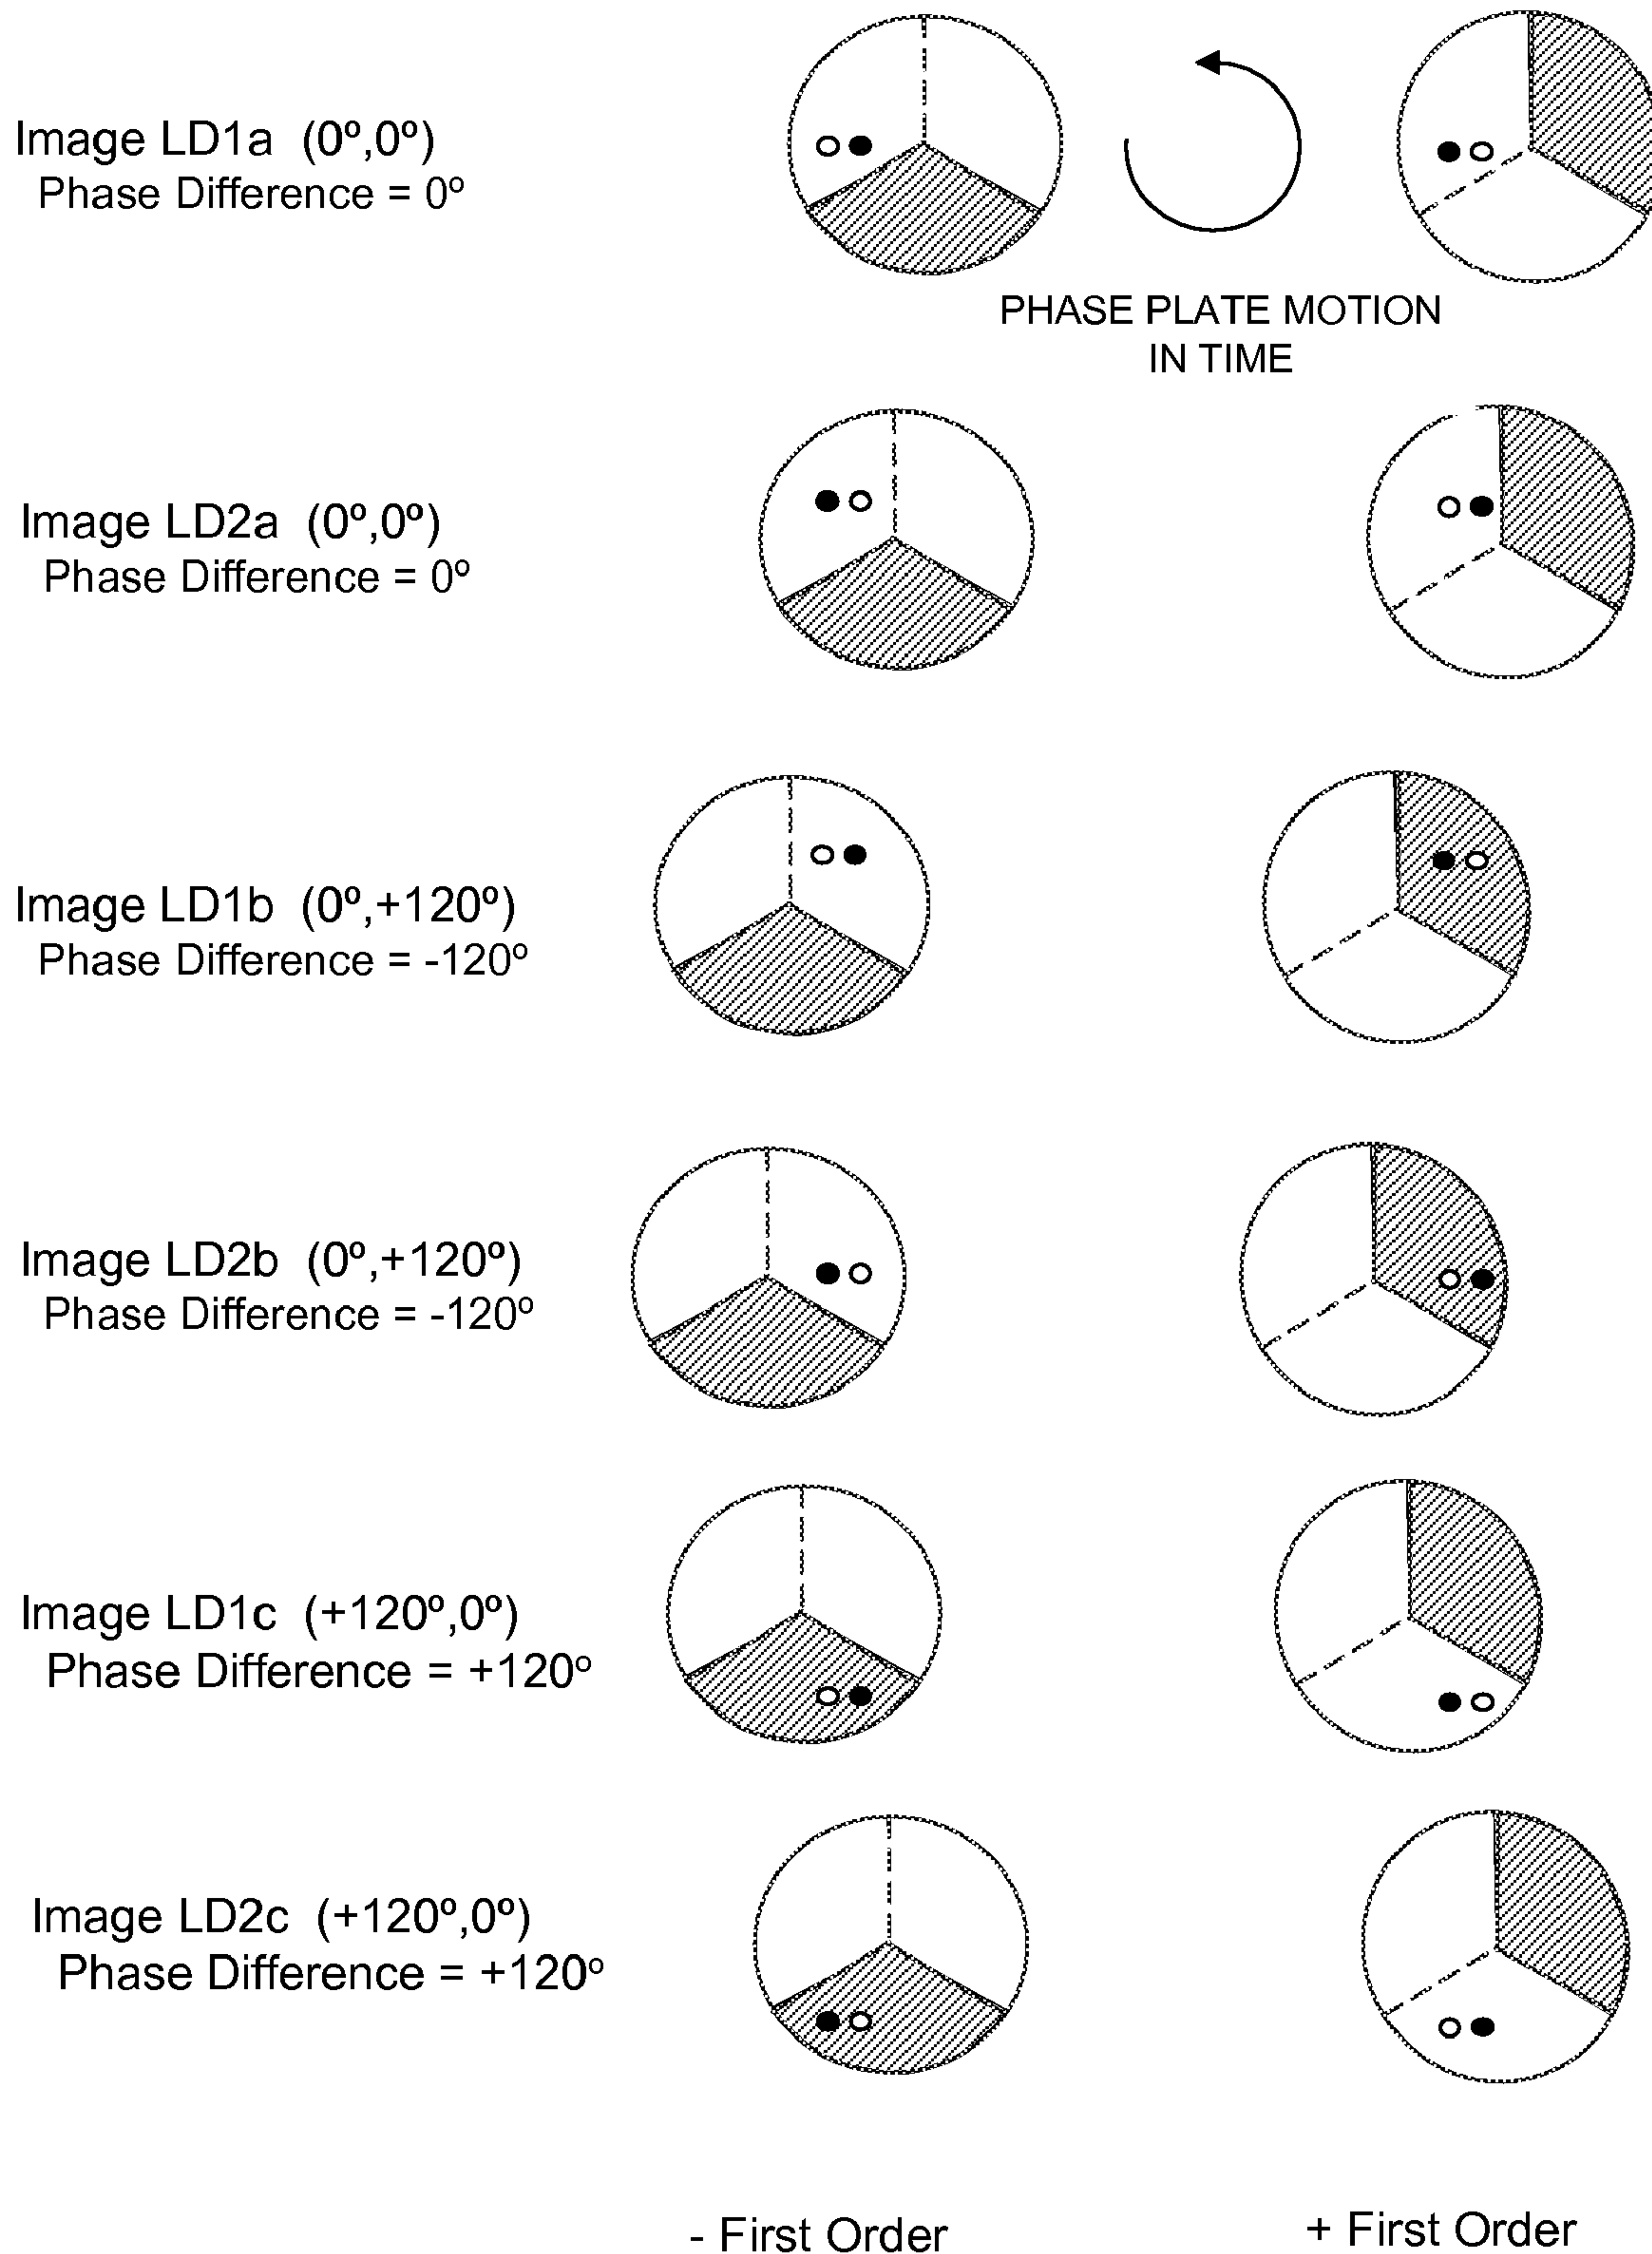 Image LD1a (0º,0º)
Phase Difference = 0º
PHASE PLATE MOTION
IN TIME
Image LD2a (0º,0º)
Phase Difference = 0º
Image LD1b (0º,+120º)
Phase Difference = -120º
Image LD2b (0º,+120º)
Phase Difference = -120º
Image LD1c (+120º,0º)
Phase Difference = +120º
Image LD2c (+120º,0º)
Phase Difference = +120º
- First Order
+ First Order